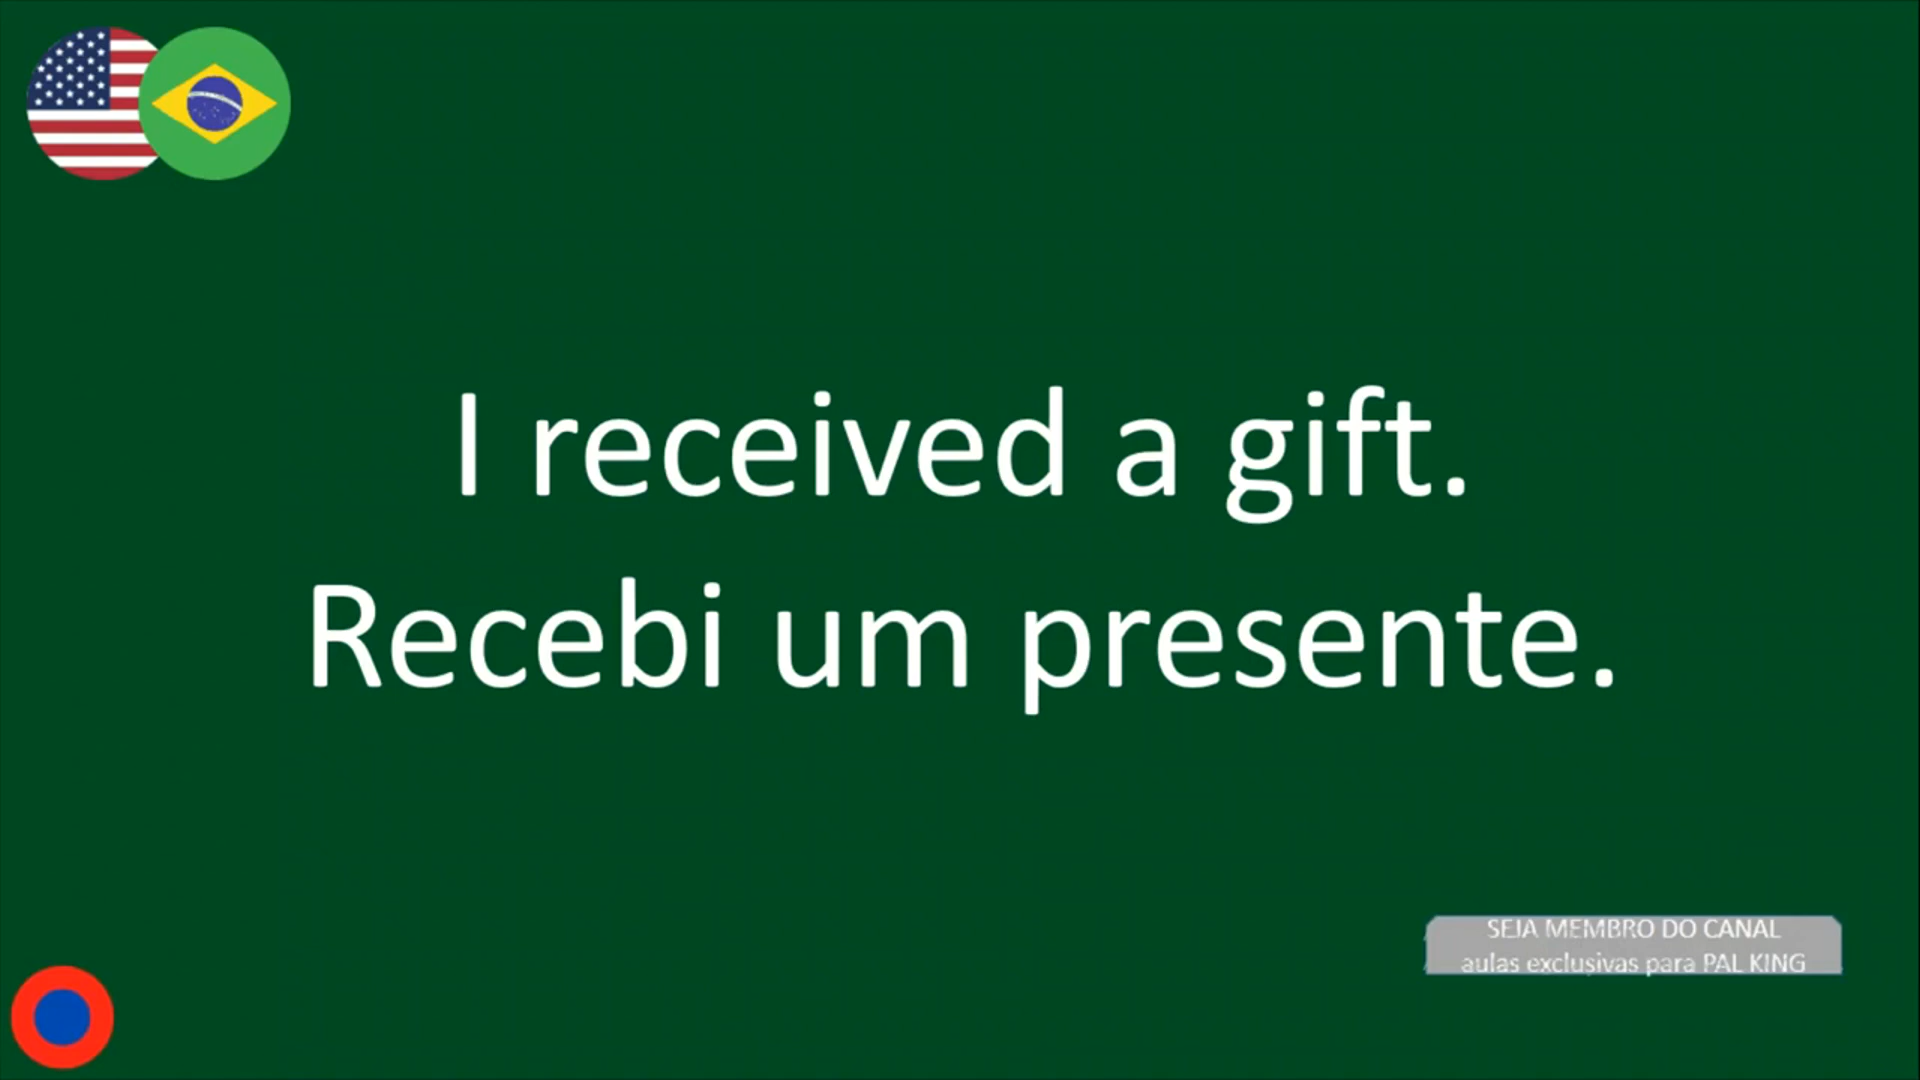 I received a gift.
Recebi um presente.
SEJA MEMBRO DO CANAL
aulas exclusivas para PAL KING